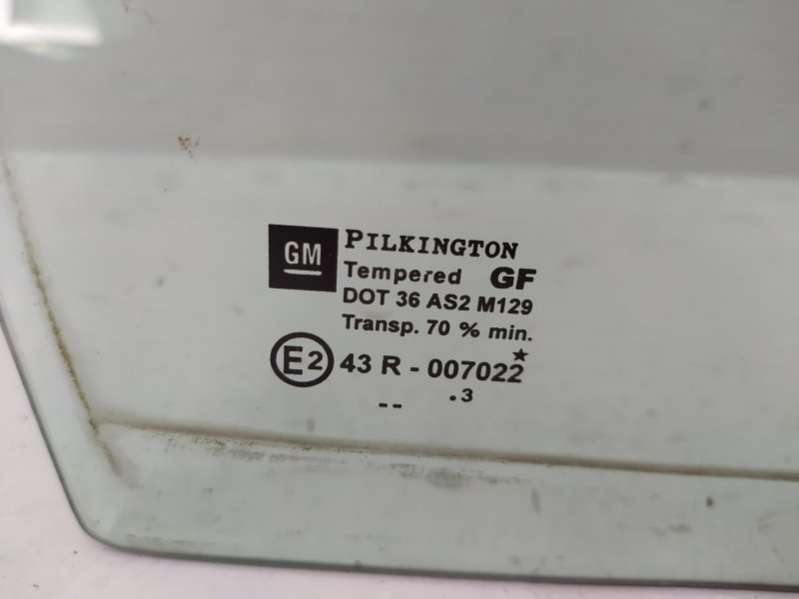 GM
PILKINGTON
Tempered GF
DOT 36 AS2 M129
Transp. 70 % min.
E2 43 R - 007022★
-- .3